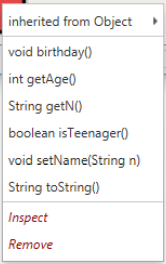 inherited from Object
void birthday()
int getAge()
String getN()
boolean isTeenager()
void setName(String n)
String toString()
Inspect
Remove